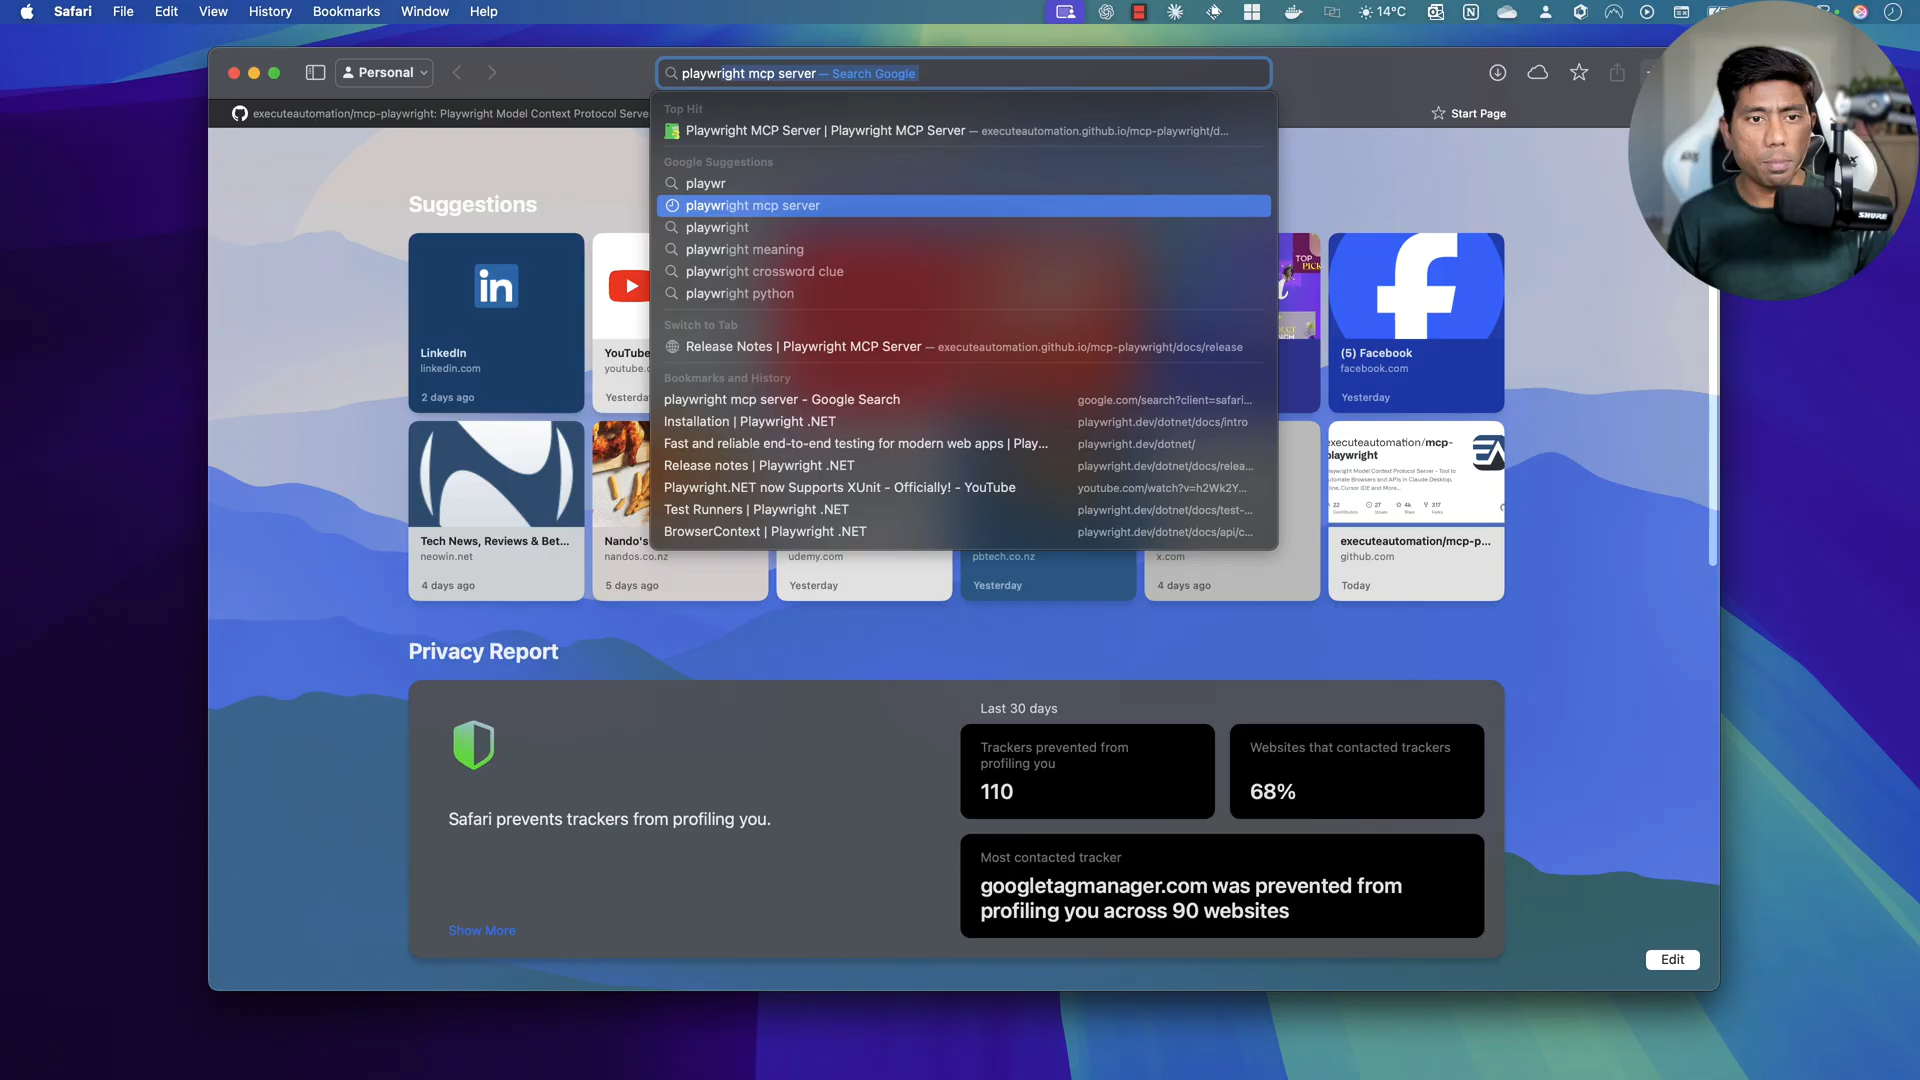 Safari File Edit View History Bookmarks Window Help
14°C
Personal
playwright mcp server — Search Google
executeautomation/mcp-playwright: Playwright Model Context Protocol Serve
Start Page
Top Hit
Playwright MCP Server | Playwright MCP Server — executeautomation.github.io/mcp-playwright/d...
Google Suggestions
playwr
playwright mcp server
playwright
playwright meaning
playwright crossword clue
playwright python
Switch to Tab
Release Notes | Playwright MCP Server — executeautomation.github.io/mcp-playwright/docs/release
Bookmarks and History
playwright mcp server - Google Search google.com/search?client=safari...
Installation | Playwright .NET playwright.dev/dotnet/docs/intro
Fast and reliable end-to-end testing for modern web apps | Play... playwright.dev/dotnet/
Release notes | Playwright .NET playwright.dev/dotnet/docs/relea...
Playwright.NET now Supports XUnit - Officially! - YouTube youtube.com/watch?v=h2Wk2Y...
Test Runners | Playwright .NET playwright.dev/dotnet/docs/test-...
BrowserContext | Playwright .NET playwright.dev/dotnet/docs/api/c...
Suggestions
in
LinkedIn
linkedin.com
2 days ago
YouTube
youtube.c
Yesterda
TOP
PICK
(5) Facebook
facebook.com
Yesterday
Tech News, Reviews & Bet...
neowin.net
4 days ago
Nando's
nandos.co.nz
5 days ago
udemy.com
Yesterday
pbtech.co.nz
Yesterday
x.com
4 days ago
executeautomation/mcp-
playwright
executeautomation/mcp-p...
github.com
Today
SHURE
Privacy Report
Last 30 days
Trackers prevented from
profiling you
110
Websites that contacted trackers
68%
Safari prevents trackers from profiling you.
Most contacted tracker
googletagmanager.com was prevented from
profiling you across 90 websites
Show More
Edit